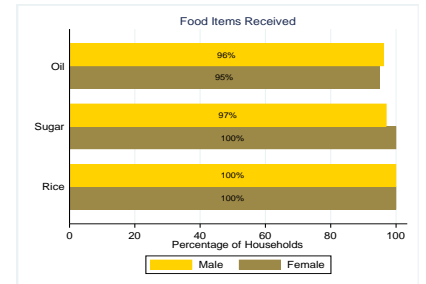 Food Items Received
Oil
96%
95%
Sugar
97%
100%
Rice
100%
100%
0 20 40 60 80 100
Percentage of Households
Male Female